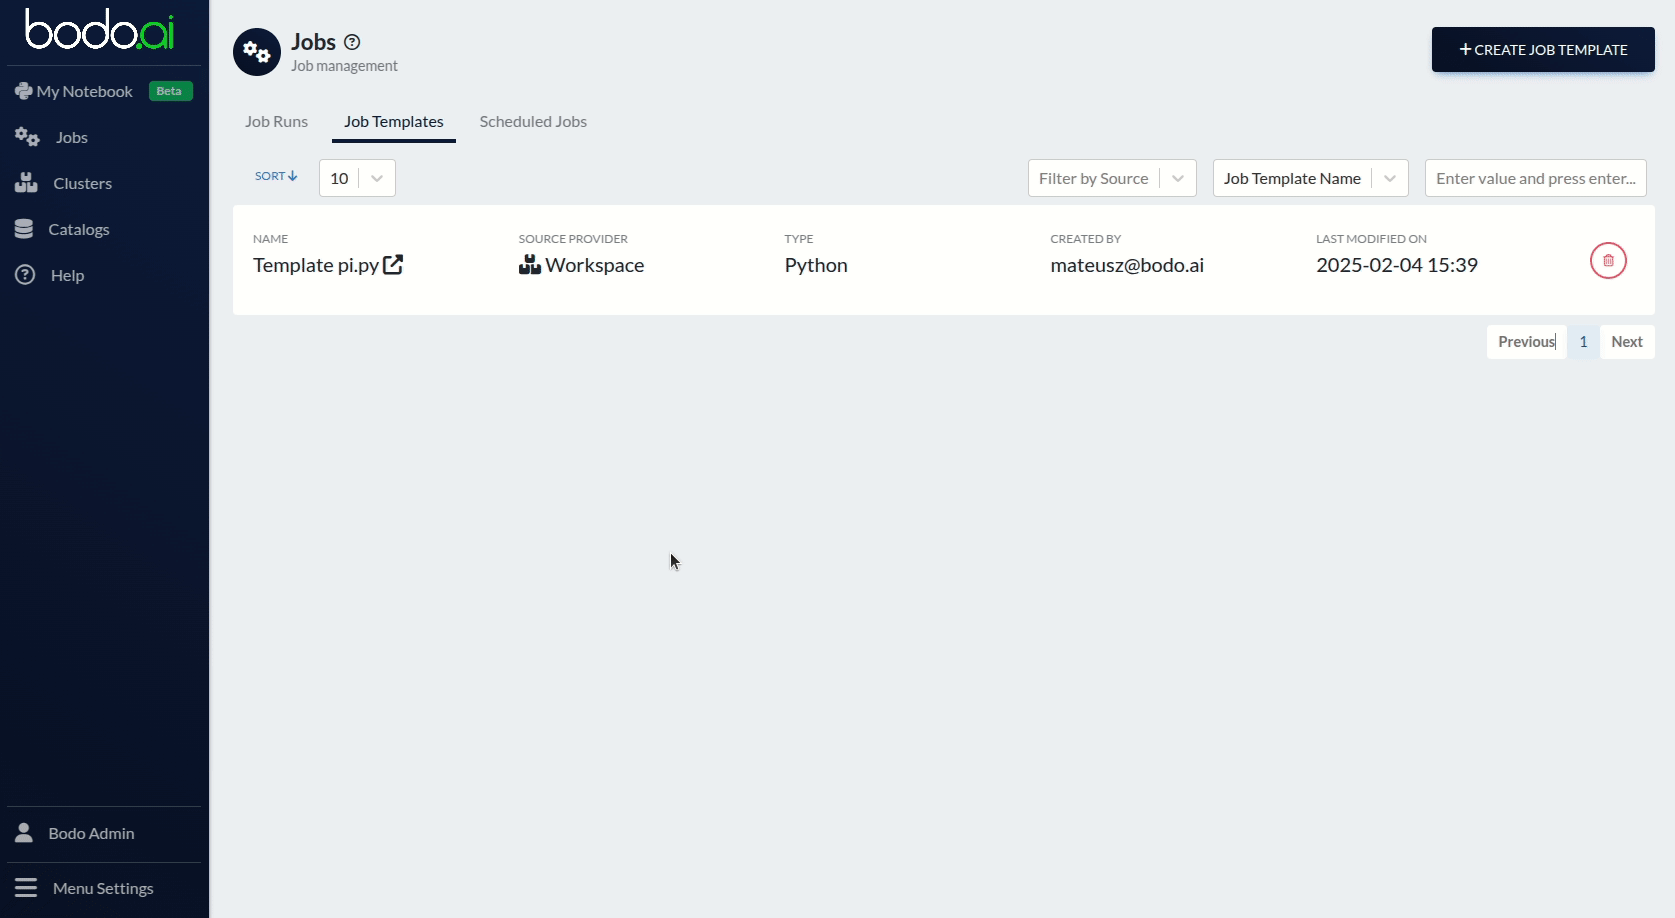 bodo.ai
My Notebook Beta
Jobs
Clusters
Catalogs
Help
Bodo Admin
Menu Settings
Jobs
Job management
+ CREATE JOB TEMPLATE
Job Runs Job Templates Scheduled Jobs
SORT 10 Filter by Source Job Template Name Enter value and press enter...
NAME SOURCE PROVIDER TYPE CREATED BY LAST MODIFIED ON
Template pi.py Workspace Python mateusz@bodo.ai 2025-02-04 15:39
Previous 1 Next